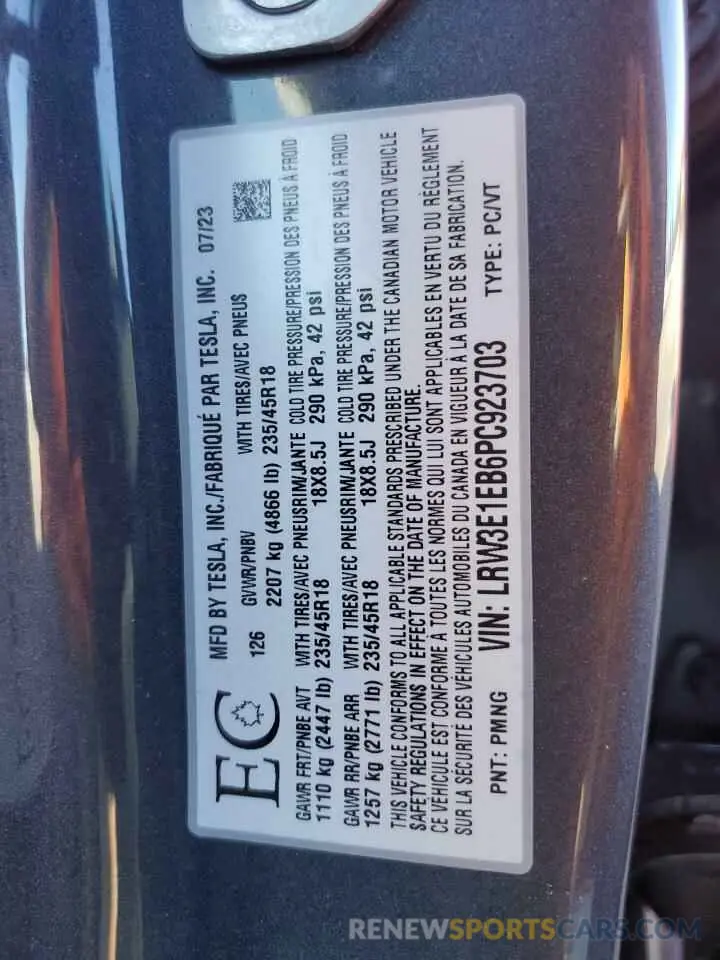 EC
MFD BY TESLA, INC./FABRIQUÉ PAR TESLA, INC. 07/23
126 GVWR/PNBV WITH TIRES/AVEC PNEUS
2207 kg (4866 lb) 235/45R18
GAWR FRT/PNBE AVT WITH TIRES/AVEC PNEUS RIM/JANTE COLD TIRE PRESSURE/PRESSION DES PNEUS À FROID
1110 kg (2447 lb) 235/45R18 18X8.5J 290 kPa, 42 psi
GAWR RR/PNBE ARR WITH TIRES/AVEC PNEUS RIM/JANTE COLD TIRE PRESSURE/PRESSION DES PNEUS À FROID
1257 kg (2771 lb) 235/45R18 18X8.5J 290 kPa, 42 psi
THIS VEHICLE CONFORMS TO ALL APPLICABLE STANDARDS PRESCRIBED UNDER THE CANADIAN MOTOR VEHICLE
SAFETY REGULATIONS IN EFFECT ON THE DATE OF MANUFACTURE.
CE VÉHICULE EST CONFORME À TOUTES LES NORMES QUI LUI SONT APPLICABLES EN VERTU DU RÈGLEMENT
SUR LA SÉCURITÉ DES VÉHICULES AUTOMOBILES DU CANADA EN VIGUEUR À LA DATE DE SA FABRICATION.
PNT: PMNG VIN: LRW3E1EB6PC923703 TYPE: PC/VT
RENEWSPORTSCARS.COM